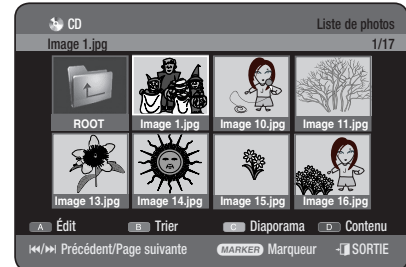 CD Liste de photos
Image 1.jpg 1/17
ROOT Image 1.jpg Image 10.jpg Image 11.jpg
Image 13.jpg Image 14.jpg Image 15.jpg Image 16.jpg
A Édit B Trier C Diaporama D Contenu
Précédent/Page suivante MARKER Marqueur SORTIE